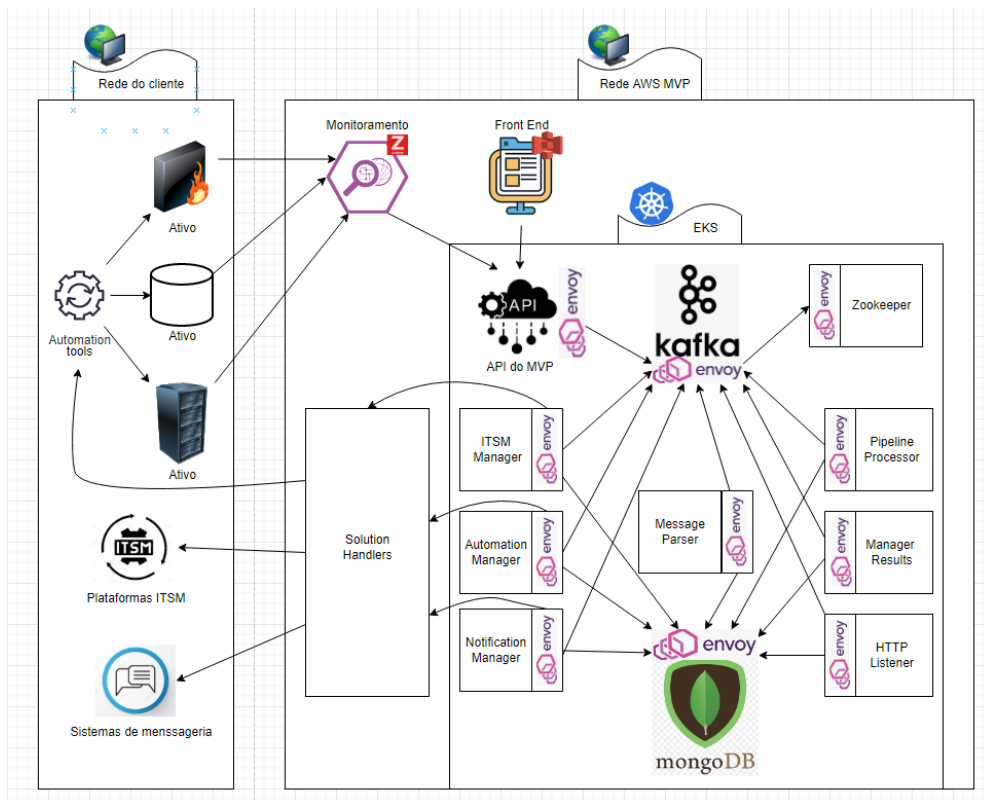 Rede do cliente
Rede AWS MVP
Monitoramento
Z
Front End
Ativo
EKS
API
envoy
API do MVP
kafka
envoy
envoy
Zookeeper
Automation
tools
Ativo
Ativo
ITSM
Manager
envoy
envoy
Pipeline
Processor
Message
Parser
envoy
Solution
Handlers
Automation
Manager
envoy
envoy
Manager
Results
ITSM
Plataformas ITSM
Notification
Manager
envoy
envoy
envoy
HTTP
Listener
Sistemas de menssageria
mongoDB